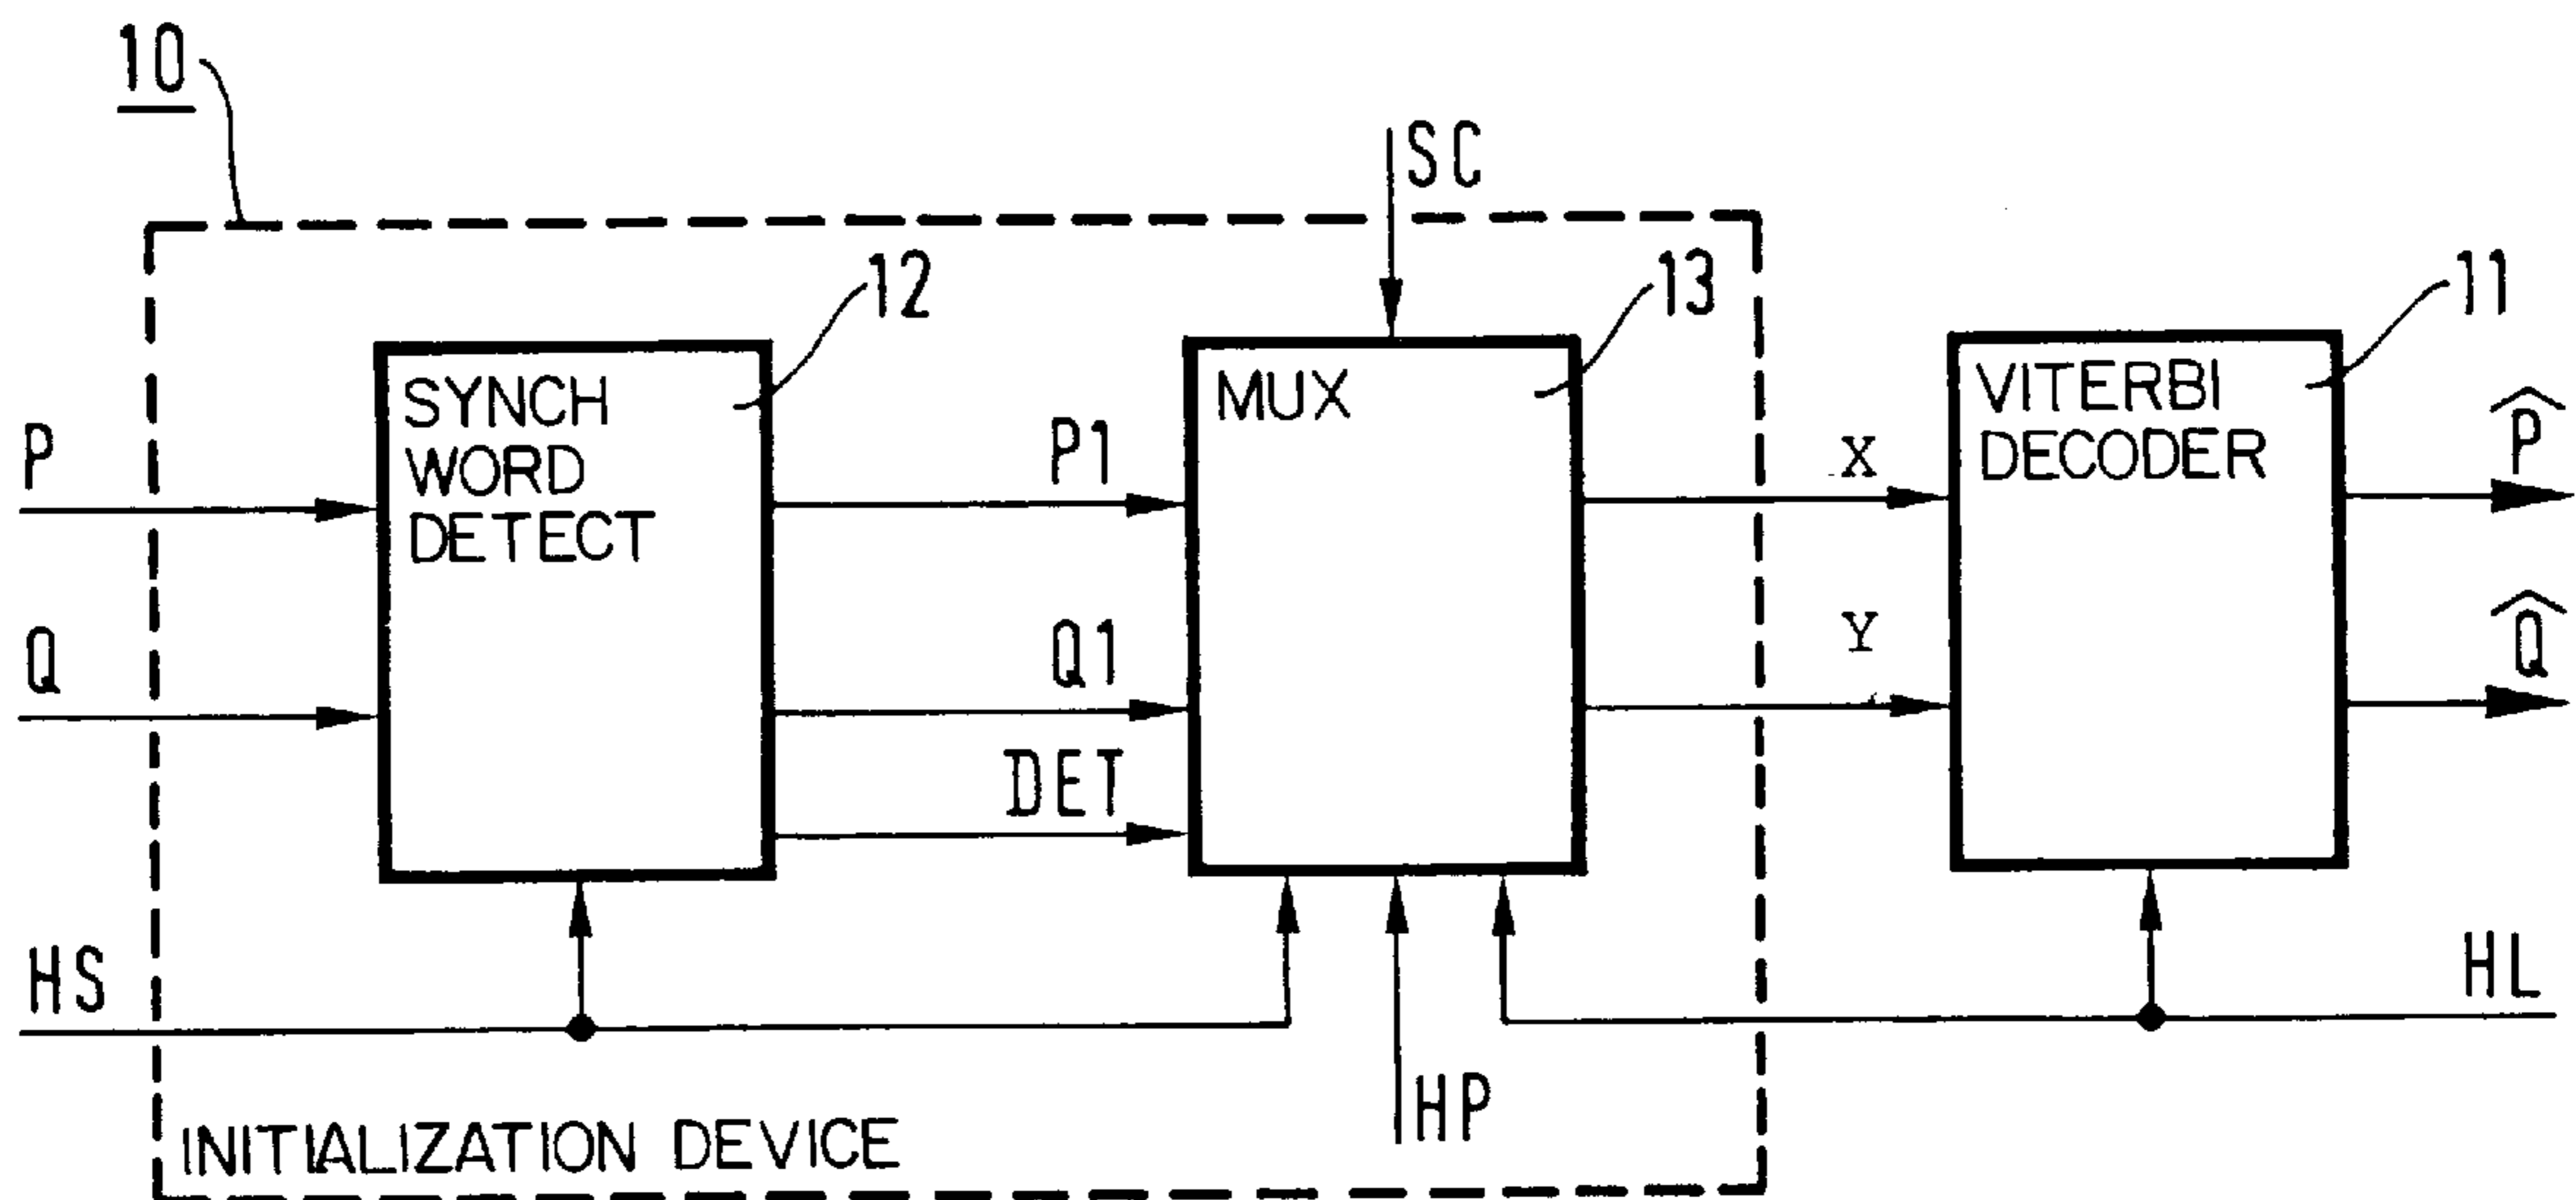 10
SC
12
13
11
SYNCH
WORD
DETECT
MUX
VITERBI
DECODER
P
P1
X
P̂
Q
Q1
Y
Q̂
DET
HS
HL
HP
INITIALIZATION DEVICE